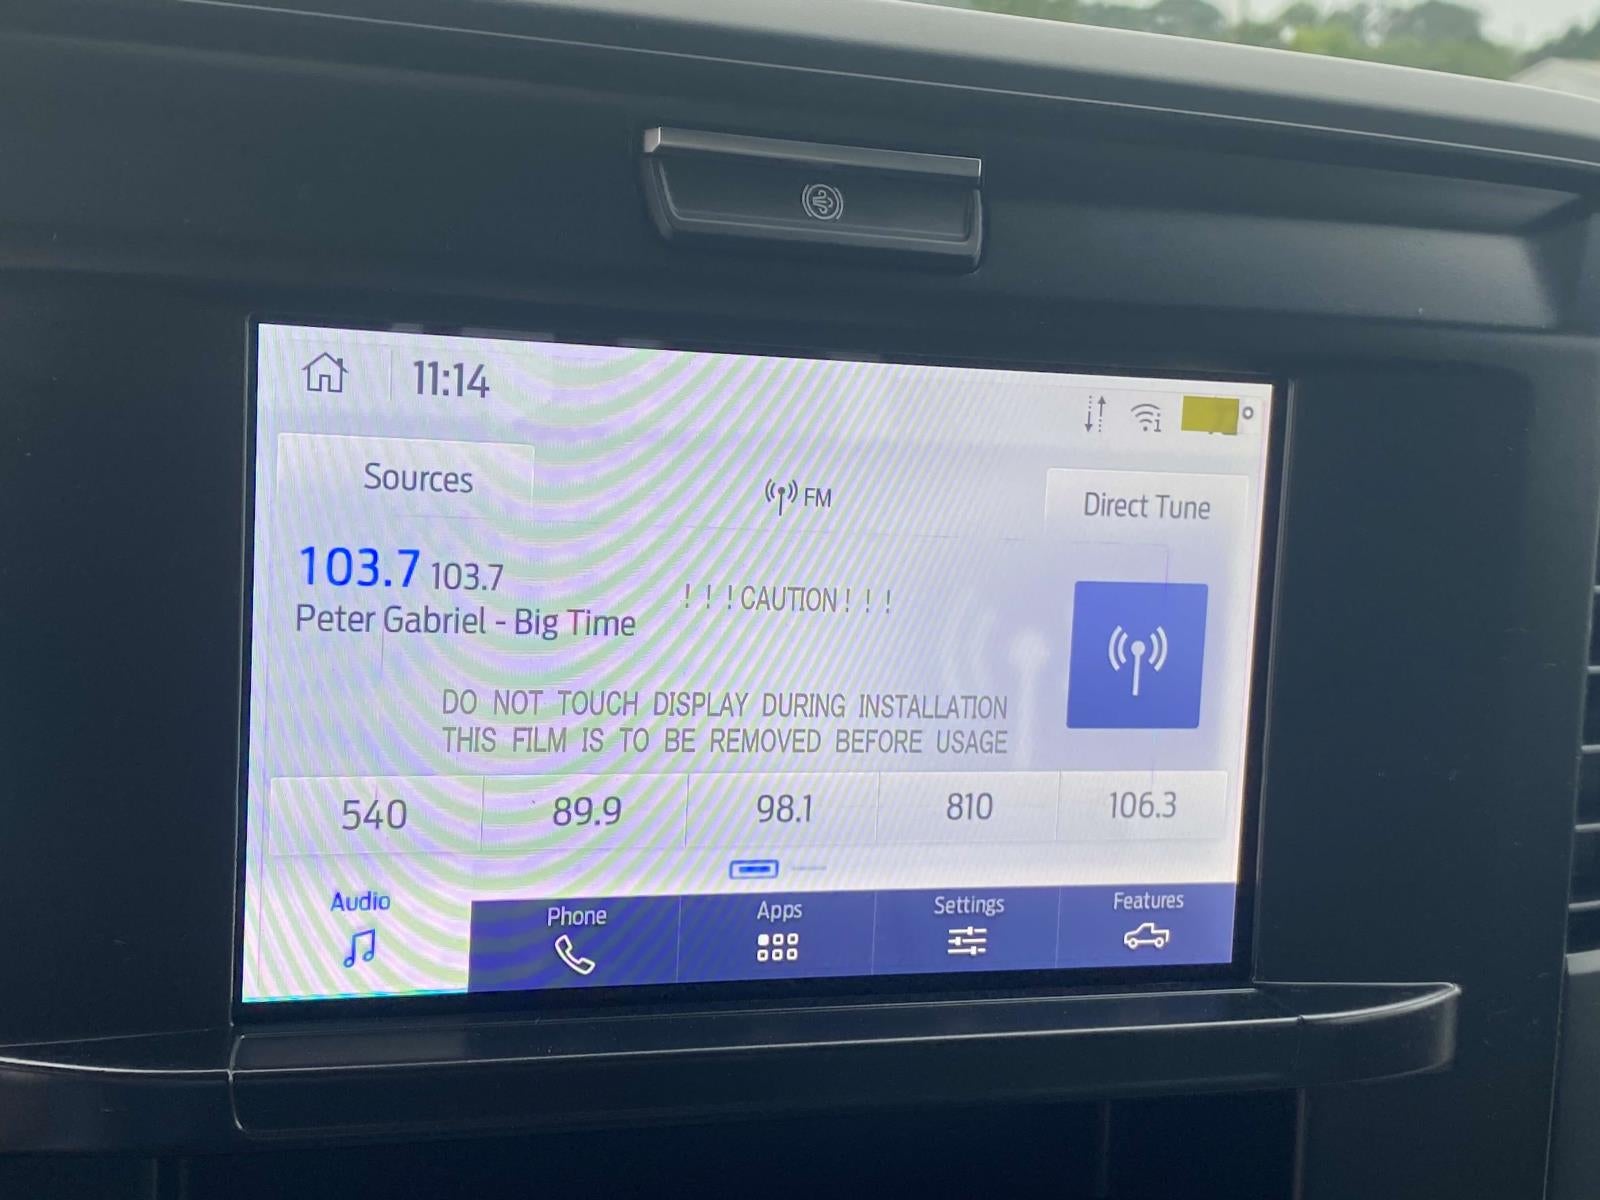 11:14
Sources
FM
Direct Tune
103.7 103.7
! ! ! CAUTION ! ! !
Peter Gabriel - Big Time
DO NOT TOUCH DISPLAY DURING INSTALLATION
THIS FILM IS TO BE REMOVED BEFORE USAGE
540 89.9 98.1 810 106.3
Audio Phone Apps Settings Features